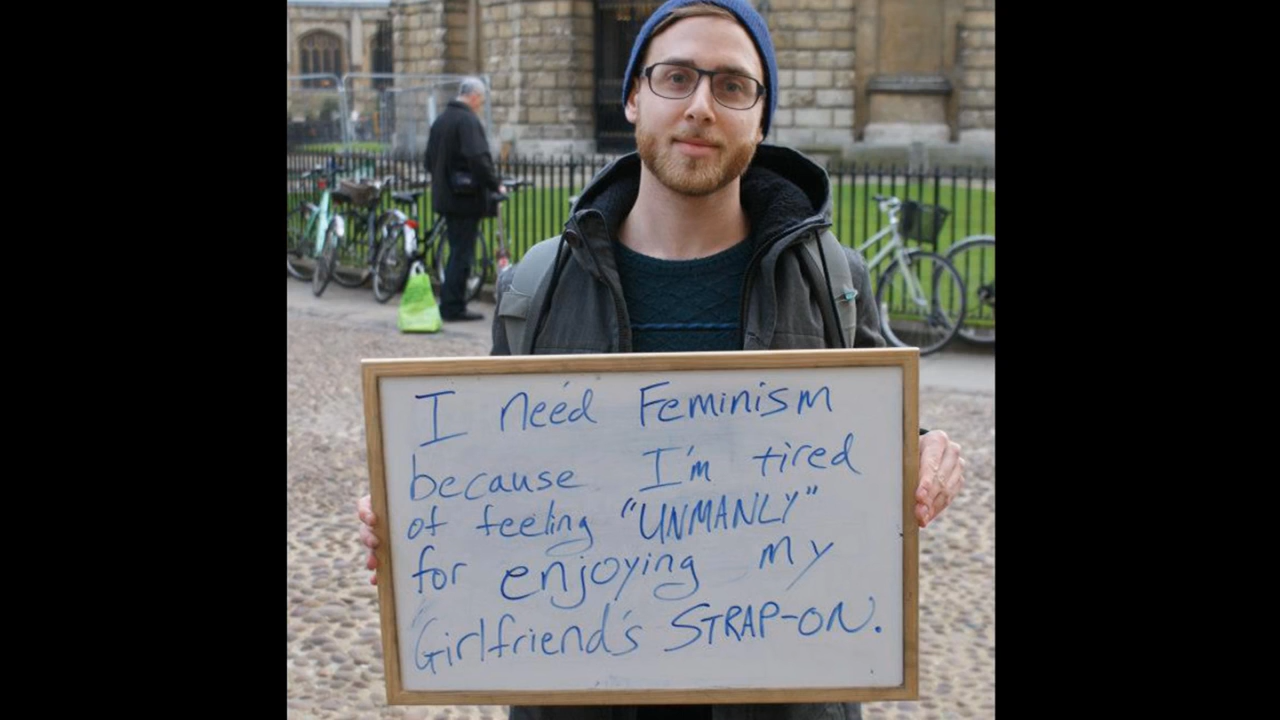 I need Feminism
because I'm tired
of feeling "UNMANLY"
for enjoying my
Girlfriend's STRAP-ON.